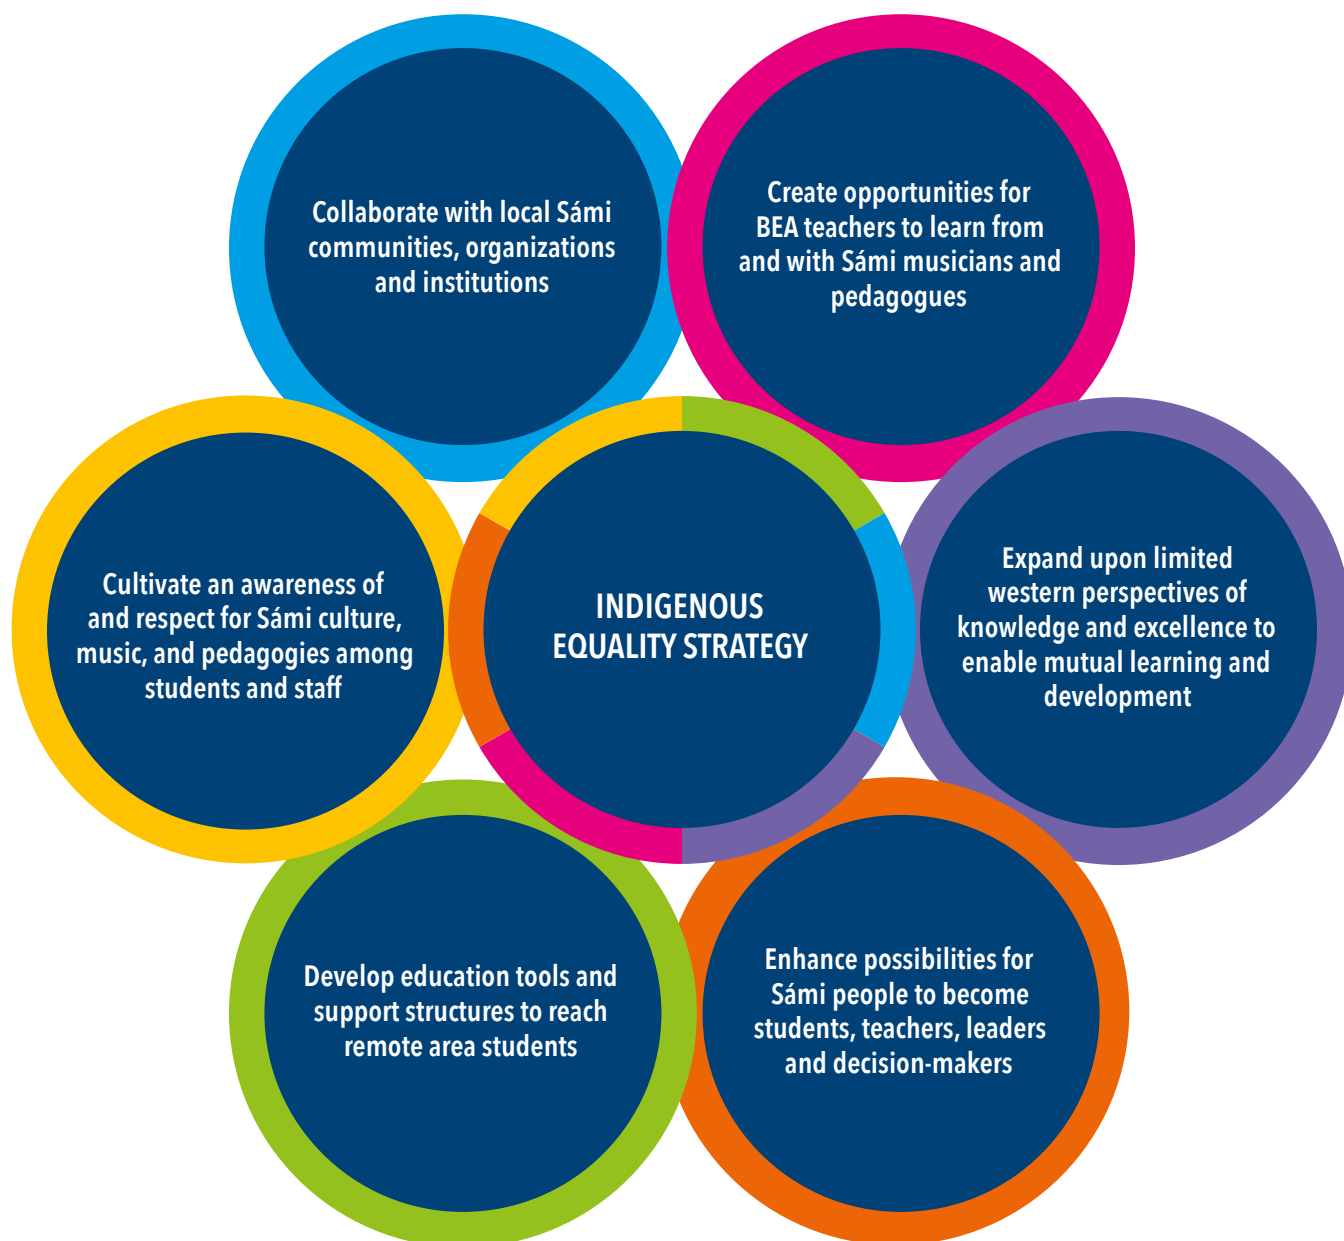 Collaborate with local Sámi
communities, organizations
and institutions
Create opportunities for
BEA teachers to learn from
and with Sámi musicians and
pedagogues
Cultivate an awareness of
and respect for Sámi culture,
music, and pedagogies among
students and staff
INDIGENOUS
EQUALITY STRATEGY
Expand upon limited
western perspectives of
knowledge and excellence to
enable mutual learning and
development
Develop education tools and
support structures to reach
remote area students
Enhance possibilities for
Sámi people to become
students, teachers, leaders
and decision-makers